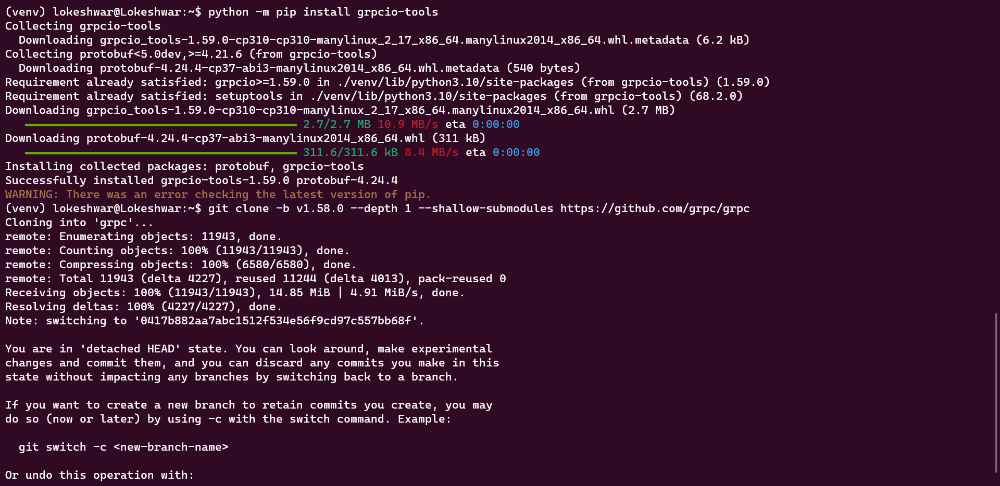 (venv) lokeshwar@Lokeshwar:~$ python -m pip install grpcio-tools
Collecting grpcio-tools
  Downloading grpcio_tools-1.59.0-cp310-cp310-manylinux_2_17_x86_64.manylinux2014_x86_64.whl.metadata (6.2 kB)
Collecting protobuf<5.0dev,>=4.21.6 (from grpcio-tools)
  Downloading protobuf-4.24.4-cp37-abi3-manylinux2014_x86_64.whl.metadata (540 bytes)
Requirement already satisfied: grpcio>=1.59.0 in ./venv/lib/python3.10/site-packages (from grpcio-tools) (1.59.0)
Requirement already satisfied: setuptools in ./venv/lib/python3.10/site-packages (from grpcio-tools) (68.2.0)
Downloading grpcio_tools-1.59.0-cp310-cp310-manylinux_2_17_x86_64.manylinux2014_x86_64.whl (2.7 MB)
2.7/2.7 MB 10.9 MB/s eta 0:00:00
Downloading protobuf-4.24.4-cp37-abi3-manylinux2014_x86_64.whl (311 kB)
311.6/311.6 kB 8.4 MB/s eta 0:00:00
Installing collected packages: protobuf, grpcio-tools
Successfully installed grpcio-tools-1.59.0 protobuf-4.24.4
WARNING: There was an error checking the latest version of pip.
(venv) lokeshwar@Lokeshwar:~$ git clone -b v1.58.0 --depth 1 --shallow-submodules https://github.com/grpc/grpc
Cloning into 'grpc'...
remote: Enumerating objects: 11943, done.
remote: Counting objects: 100% (11943/11943), done.
remote: Compressing objects: 100% (6580/6580), done.
remote: Total 11943 (delta 4227), reused 11244 (delta 4013), pack-reused 0
Receiving objects: 100% (11943/11943), 14.85 MiB | 4.91 MiB/s, done.
Resolving deltas: 100% (4227/4227), done.
Note: switching to '0417b882aa7abc1512f534e56f9cd97c557bb68f'.

You are in 'detached HEAD' state. You can look around, make experimental
changes and commit them, and you can discard any commits you make in this
state without impacting any branches by switching back to a branch.

If you want to create a new branch to retain commits you create, you may
do so (now or later) by using -c with the switch command. Example:

  git switch -c <new-branch-name>

Or undo this operation with: